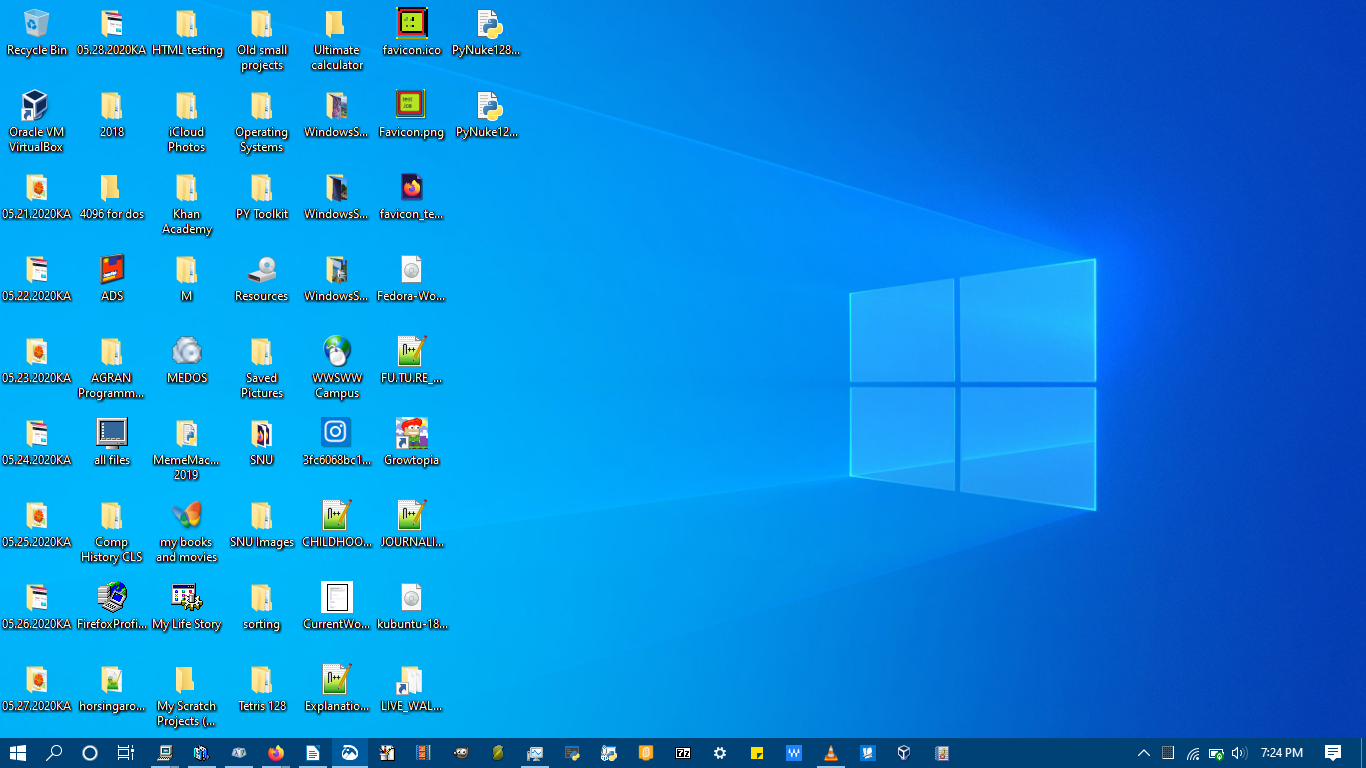 Recycle Bin
05.28.2020KA
HTML testing
Old small
projects
Ultimate
calculator
favicon.ico
PyNuke128...
Oracle VM
VirtualBox
2018
iCloud
Photos
Operating
Systems
WindowsS...
Favicon.png
PyNuke12...
05.21.2020KA
4096 for dos
Khan
Academy
PY Toolkit
WindowsS...
favicon_te...
05.22.2020KA
ADS
M
Resources
WindowsS...
Fedora-Wo...
05.23.2020KA
AGRAN
Programm...
MEDOS
Saved
Pictures
WWSWW
Campus
FU.TU.RE_...
05.24.2020KA
all files
MemeMac...
2019
SNU
3fc6068bc1...
Growtopia
05.25.2020KA
Comp
History CLS
my books
and movies
SNU Images
CHILDHOO...
JOURNALI...
05.26.2020KA
FirefoxProfi...
My Life Story
sorting
CurrentWo...
kubuntu-18...
05.27.2020KA
horsingaro...
My Scratch
Projects (...
Tetris 128
Explanatio...
LIVE_WAL...
7:24 PM